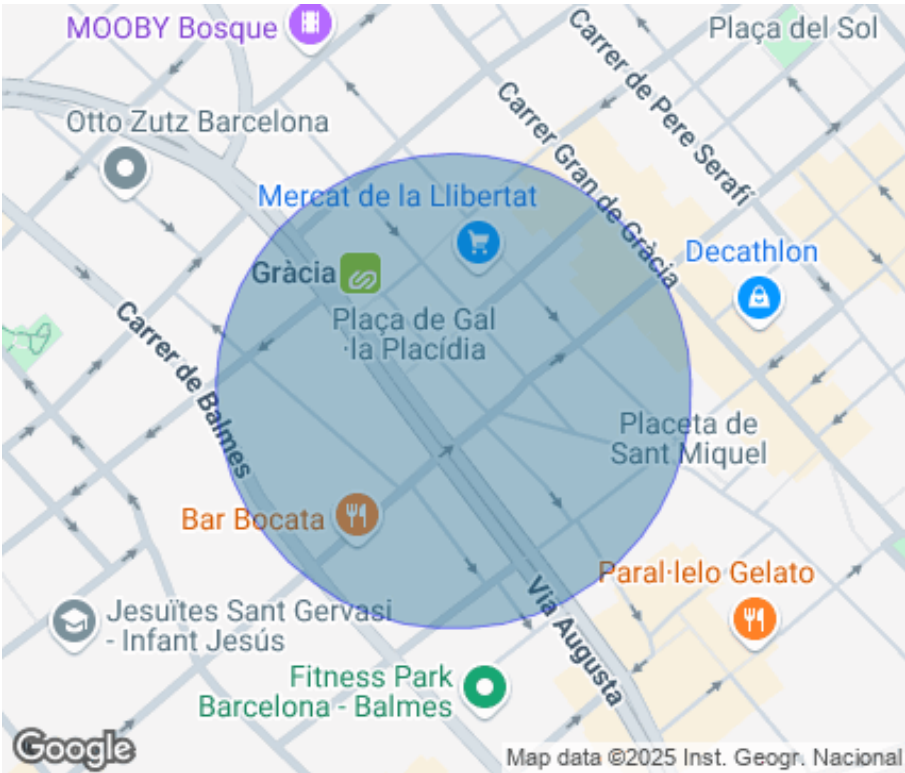 MOOBY Bosque
Plaça del Sol
Carrer de Pere Serafí
Otto Zutz Barcelona
Carrer Gran de Gràcia
Mercat de la Llibertat
Decathlon
Gràcia
Plaça de Gal
·la Placídia
Carrer de Balmes
Placeta de
Sant Miquel
Bar Bocata
Paral·lelo Gelato
Via Augusta
Jesuïtes Sant Gervasi
- Infant Jesús
Fitness Park
Barcelona - Balmes
Google
Map data ©2025 Inst. Geogr. Nacional